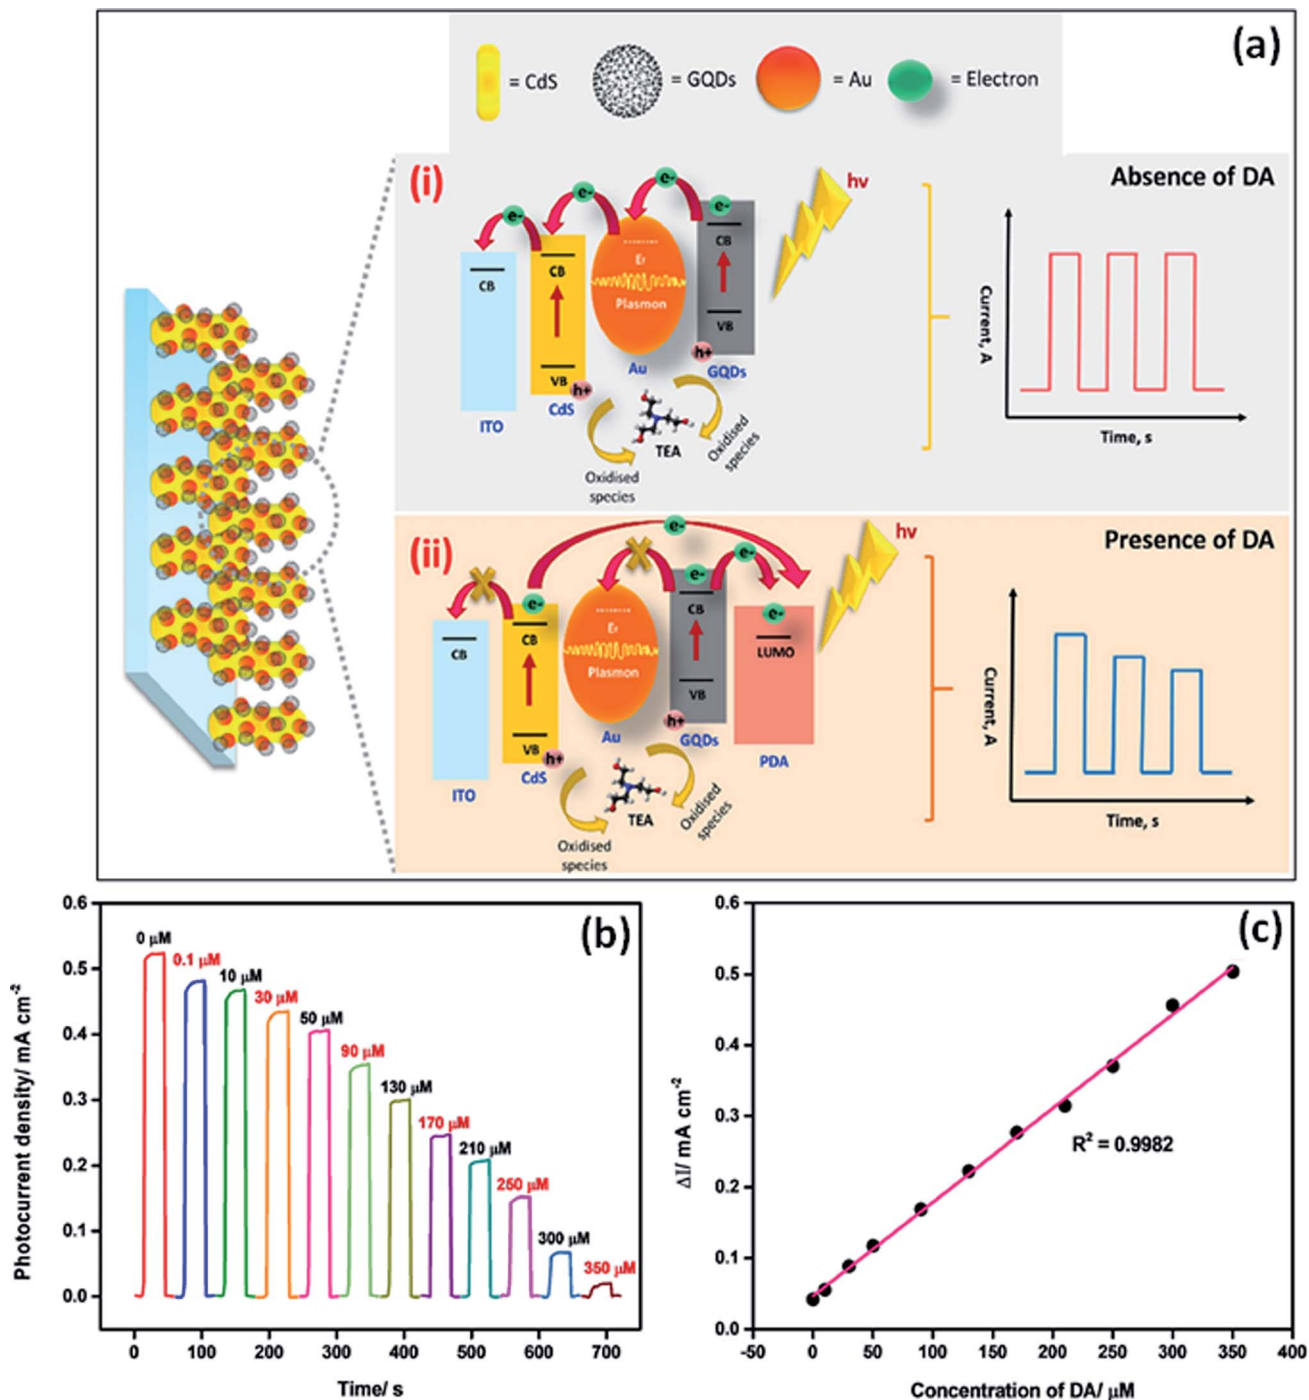 (a)
= CdS = GQDs = Au = Electron
(i)
hν
Absence of DA
e- e- e- e-
CB CB E_F CB
Plasmon
VB VB
h+ h+
ITO CdS Au GQDs
TEA
Oxidised species
Oxidised species
Current, A
Time, s
(ii)
hν
Presence of DA
e- e- e- e- e-
X X
CB CB E_F CB LUMO
Plasmon
VB VB
h+ h+
ITO CdS Au GQDs PDA
TEA
Oxidised species
Oxidised species
Current, A
Time, s
(b)
Photocurrent density/ mA cm⁻²
0.6
0.5
0.4
0.3
0.2
0.1
0.0
0 μM
0.1 μM
10 μM
30 μM
50 μM
90 μM
130 μM
170 μM
210 μM
250 μM
300 μM
350 μM
0 100 200 300 400 500 600 700
Time/ s
(c)
ΔI/ mA cm⁻²
0.6
0.5
0.4
0.3
0.2
0.1
0.0
R² = 0.9982
-50 0 50 100 150 200 250 300 350 400
Concentration of DA/ μM